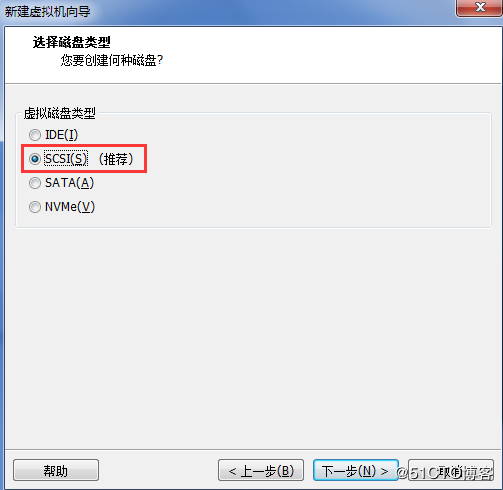 新建虚拟机向导
选择磁盘类型
您要创建何种磁盘?
虚拟磁盘类型
IDE(I)
SCSI(S) (推荐)
SATA(A)
NVMe(V)
帮助
< 上一步(B)
下一步(N) >
取消
@51CTO博客